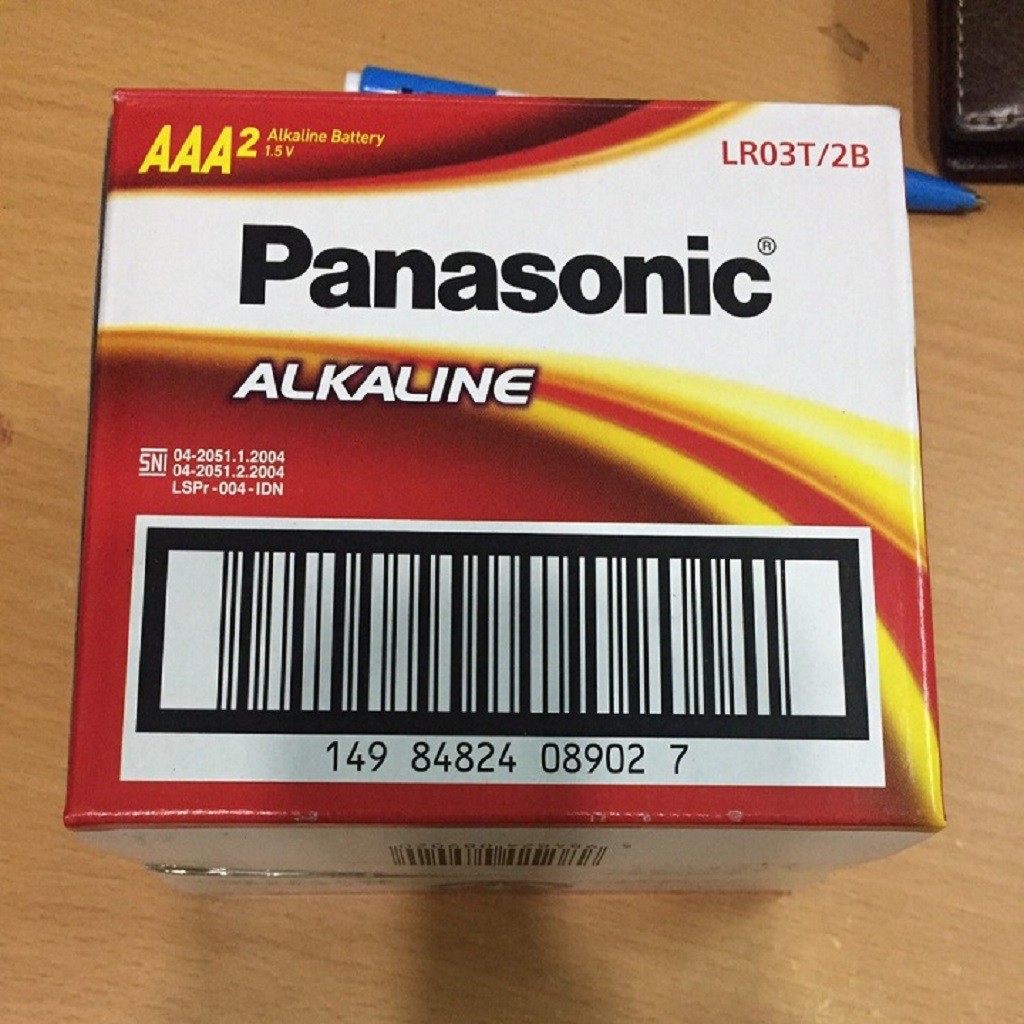 AAA2 Alkaline Battery
1.5 V
LR03T/2B
Panasonic®
ALKALINE
SNI 04-2051.1.2004
04-2051.2.2004
LSPr-004-IDN
149 84824 08902 7